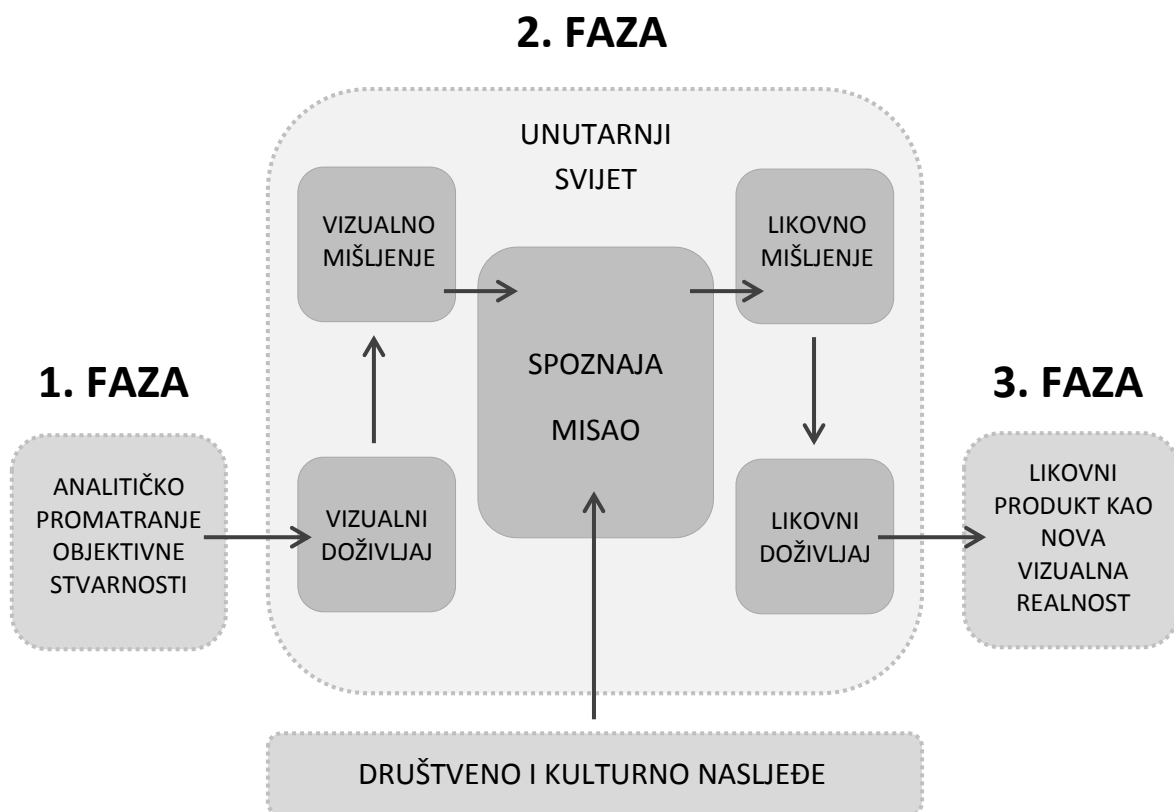 2. FAZA
UNUTARNJI
SVIJET
VIZUALNO
MIŠLJENJE
LIKOVNO
MIŠLJENJE
SPOZNAJA
MISAO
1. FAZA
3. FAZA
ANALITIČKO
PROMATRANJE
OBJEKTIVNE
STVARNOSTI
VIZUALNI
DOŽIVLJAJ
LIKOVNI
DOŽIVLJAJ
LIKOVNI
PRODUKT KAO
NOVA
VIZUALNA
REALNOST
DRUŠTVENO I KULTURNO NASLJEĐE